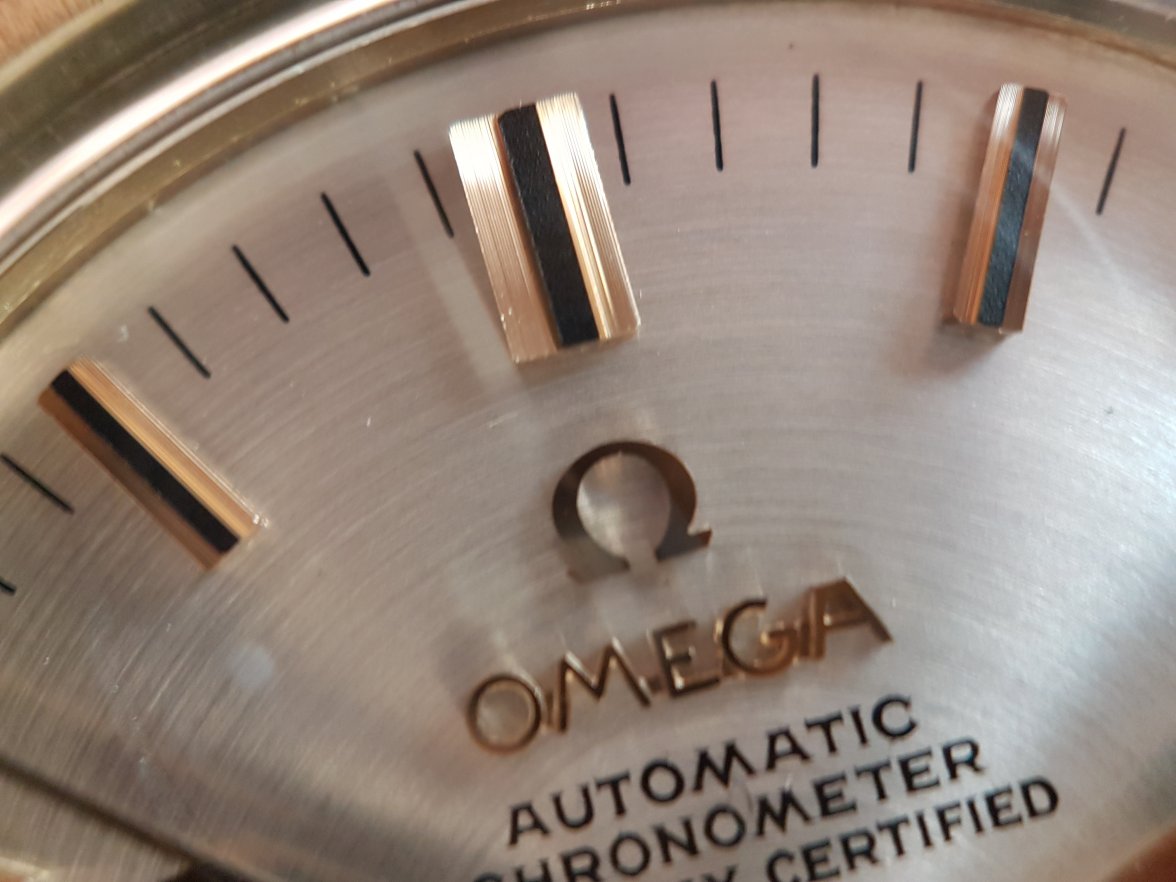 Ω
OMEGA
AUTOMATIC
CHRONOMETER
CERTIFIED